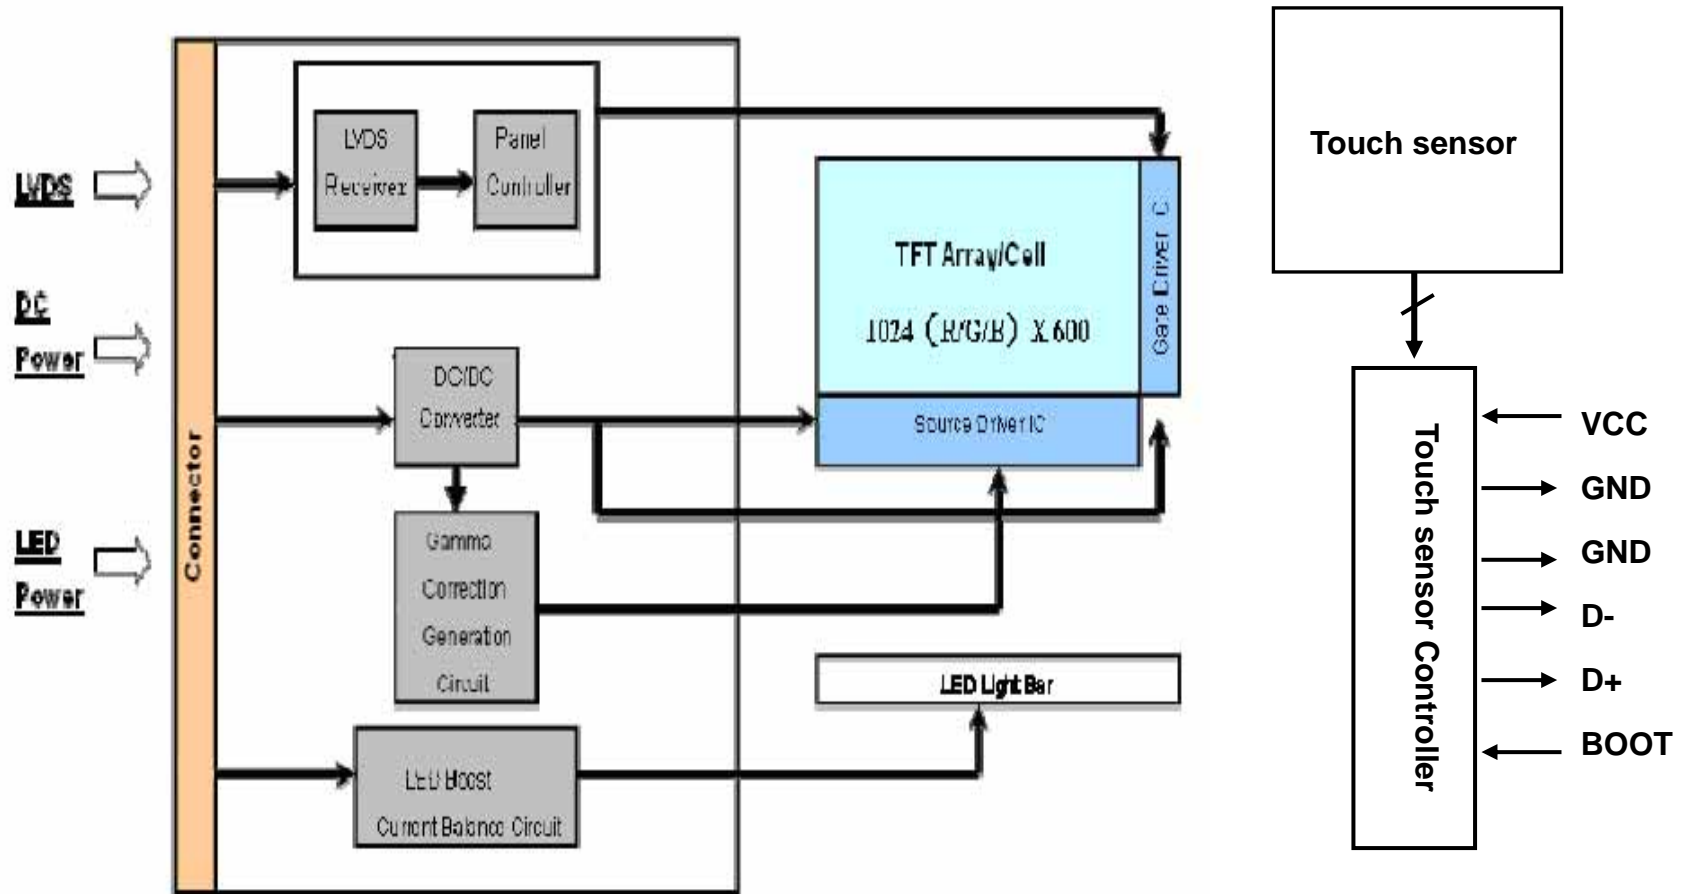 LVDS
DC
Power
LED
Power
Connector
LVDS
Receiver
Panel
Controller
DC/DC
Converter
Gamma
Correction
Generation
Circuit
LED Boost
Current Balance Circuit
TFT Array/Cell
1024 (R/G/B) X 600
Gate Driver IC
Source Driver IC
LED Light Bar
Touch sensor
Touch sensor Controller
VCC
GND
GND
D-
D+
BOOT